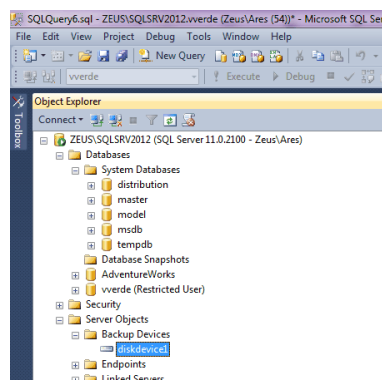 SQLQuery6.sql - ZEUS\SQLSRV2012.vverde (Zeus\Ares (54))* - Microsoft SQL Ser
File Edit View Project Debug Tools Window Help
New Query
vverde Execute Debug
Object Explorer
Toolbox
Connect
ZEUS\SQLSRV2012 (SQL Server 11.0.2100 - Zeus\Ares)
Databases
System Databases
distribution
master
model
msdb
tempdb
Database Snapshots
AdventureWorks
vverde (Restricted User)
Security
Server Objects
Backup Devices
diskdevice1
Endpoints
Linked Servers